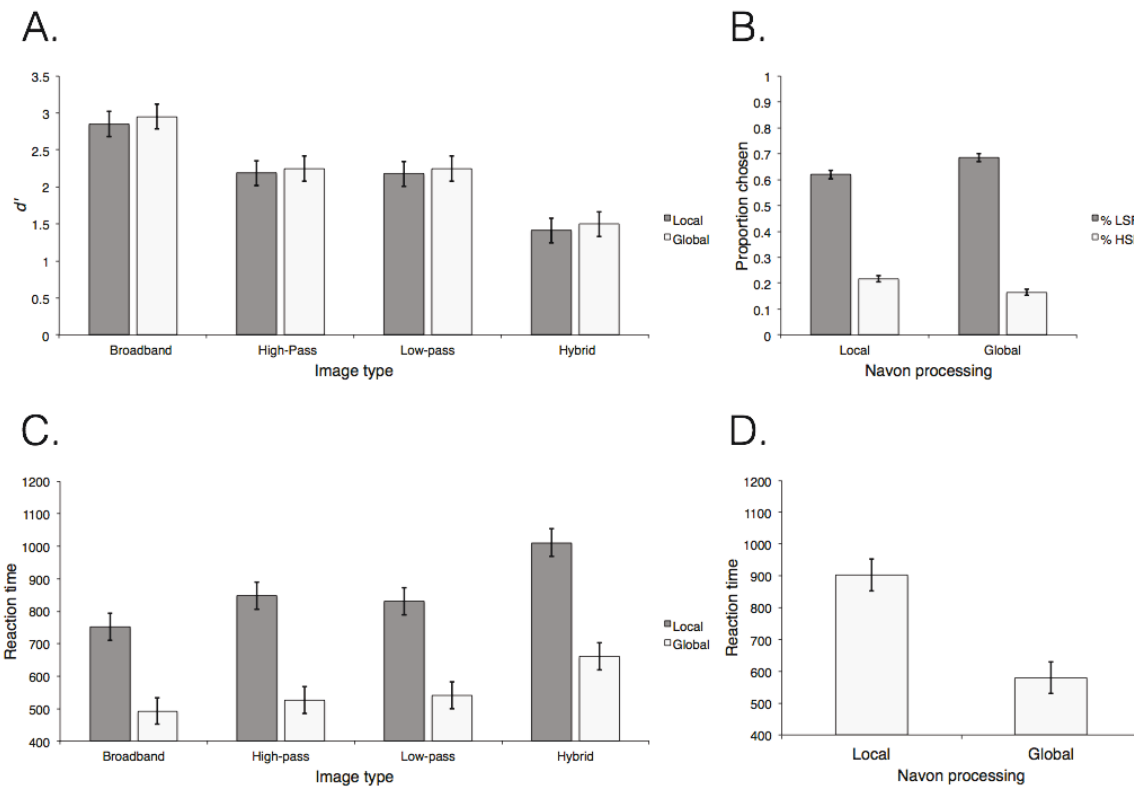 A.
3.5
3
2.5
2
1.5
1
0.5
0
d'
Broadband High-Pass Low-pass Hybrid
Image type
Local
Global
B.
1
0.9
0.8
0.7
0.6
0.5
0.4
0.3
0.2
0.1
0
Proportion chosen
Local Global
Navon processing
% LSF
% HSF
C.
1200
1100
1000
900
800
700
600
500
400
Reaction time
Broadband High-pass Low-pass Hybrid
Image type
Local
Global
D.
1200
1100
1000
900
800
700
600
500
400
Reaction time
Local Global
Navon processing